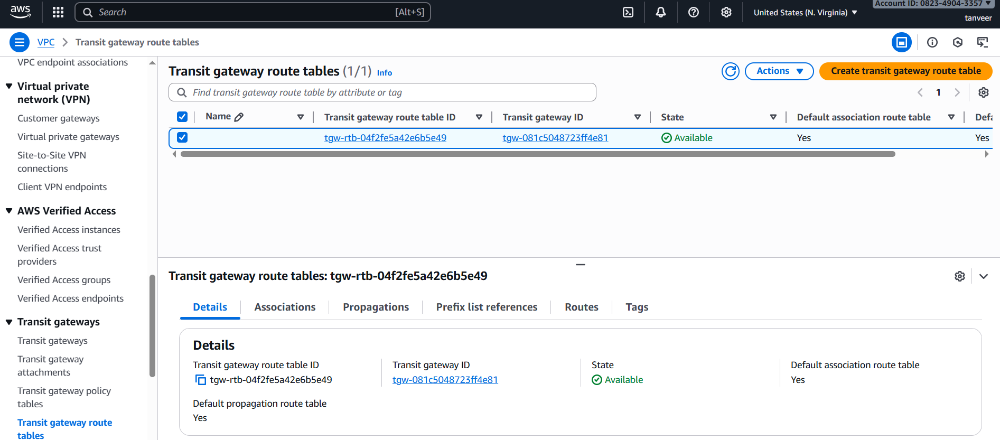 aws
Search
[Alt+S]
United States (N. Virginia)
Account ID: 0823-4904-3357
tanveer
VPC
Transit gateway route tables
VPC endpoint associations
Virtual private
network (VPN)
Customer gateways
Virtual private gateways
Site-to-Site VPN
connections
Client VPN endpoints
AWS Verified Access
Verified Access instances
Verified Access trust
providers
Verified Access groups
Verified Access endpoints
Transit gateways
Transit gateways
Transit gateway
attachments
Transit gateway policy
tables
Transit gateway route
tables
Transit gateway route tables (1/1) Info
Actions
Create transit gateway route table
Find transit gateway route table by attribute or tag
1
Name
Transit gateway route table ID
Transit gateway ID
State
Default association route table
Defa
tgw-rtb-04f2fe5a42e6b5e49
tgw-081c5048723ff4e81
Available
Yes
Yes
Transit gateway route tables: tgw-rtb-04f2fe5a42e6b5e49
Details
Associations
Propagations
Prefix list references
Routes
Tags
Details
Transit gateway route table ID
tgw-rtb-04f2fe5a42e6b5e49
Transit gateway ID
tgw-081c5048723ff4e81
State
Available
Default association route table
Yes
Default propagation route table
Yes